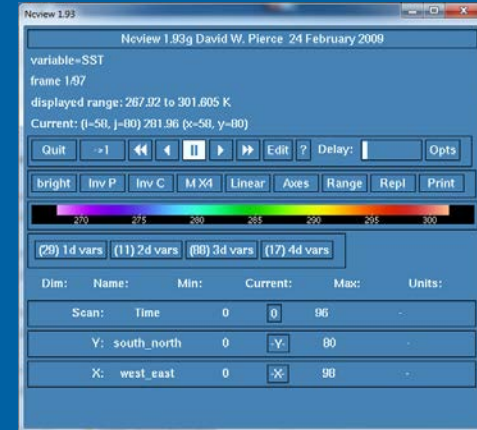 Ncview 1.93
Ncview 1.93g David W. Pierce 24 February 2009
variable=SST
frame 1/97
displayed range: 267.92 to 301.605 K
Current: (i=58, j=80) 281.96 (x=58, y=80)
Quit ->1 Edit ? Delay: Opts
bright Inv P Inv C M X4 Linear Axes Range Repl Print
270 275 280 285 290 295 300
(29) 1d vars (11) 2d vars (88) 3d vars (17) 4d vars
Dim: Name: Min: Current: Max: Units:
Scan: Time 0 0 96 -
Y: south_north 0 -Y- 80 -
X: west_east 0 -X- 98 -